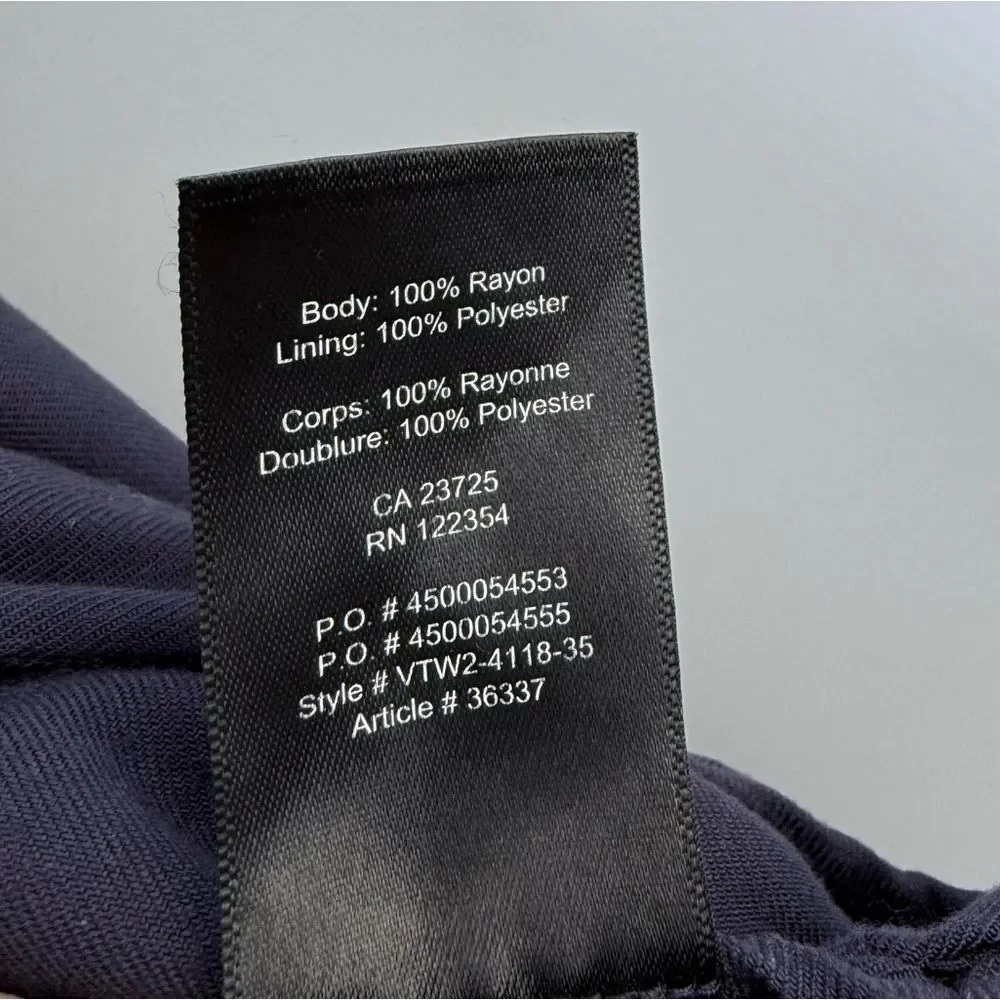 Body: 100% Rayon
Lining: 100% Polyester
Corps: 100% Rayonne
Doublure: 100% Polyester
CA 23725
RN 122354
P.O. # 4500054553
P.O. # 4500054555
Style # VTW2-4118-35
Article # 36337